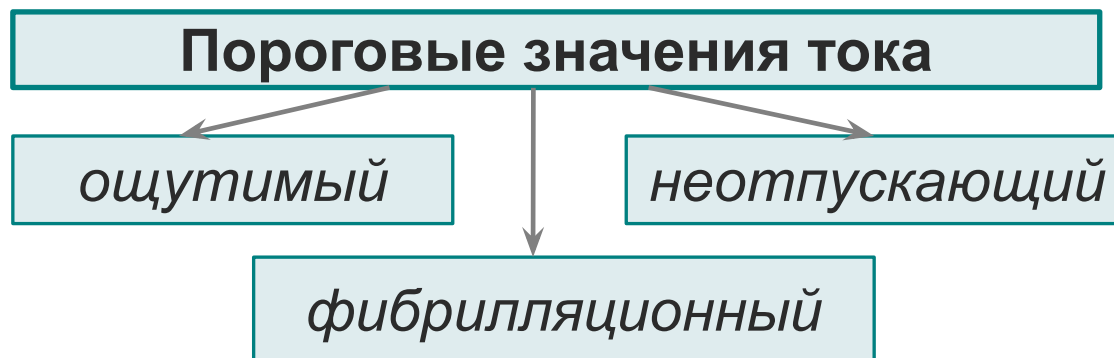 Пороговые значения тока
ощутимый
неотпускающий
фибрилляционный